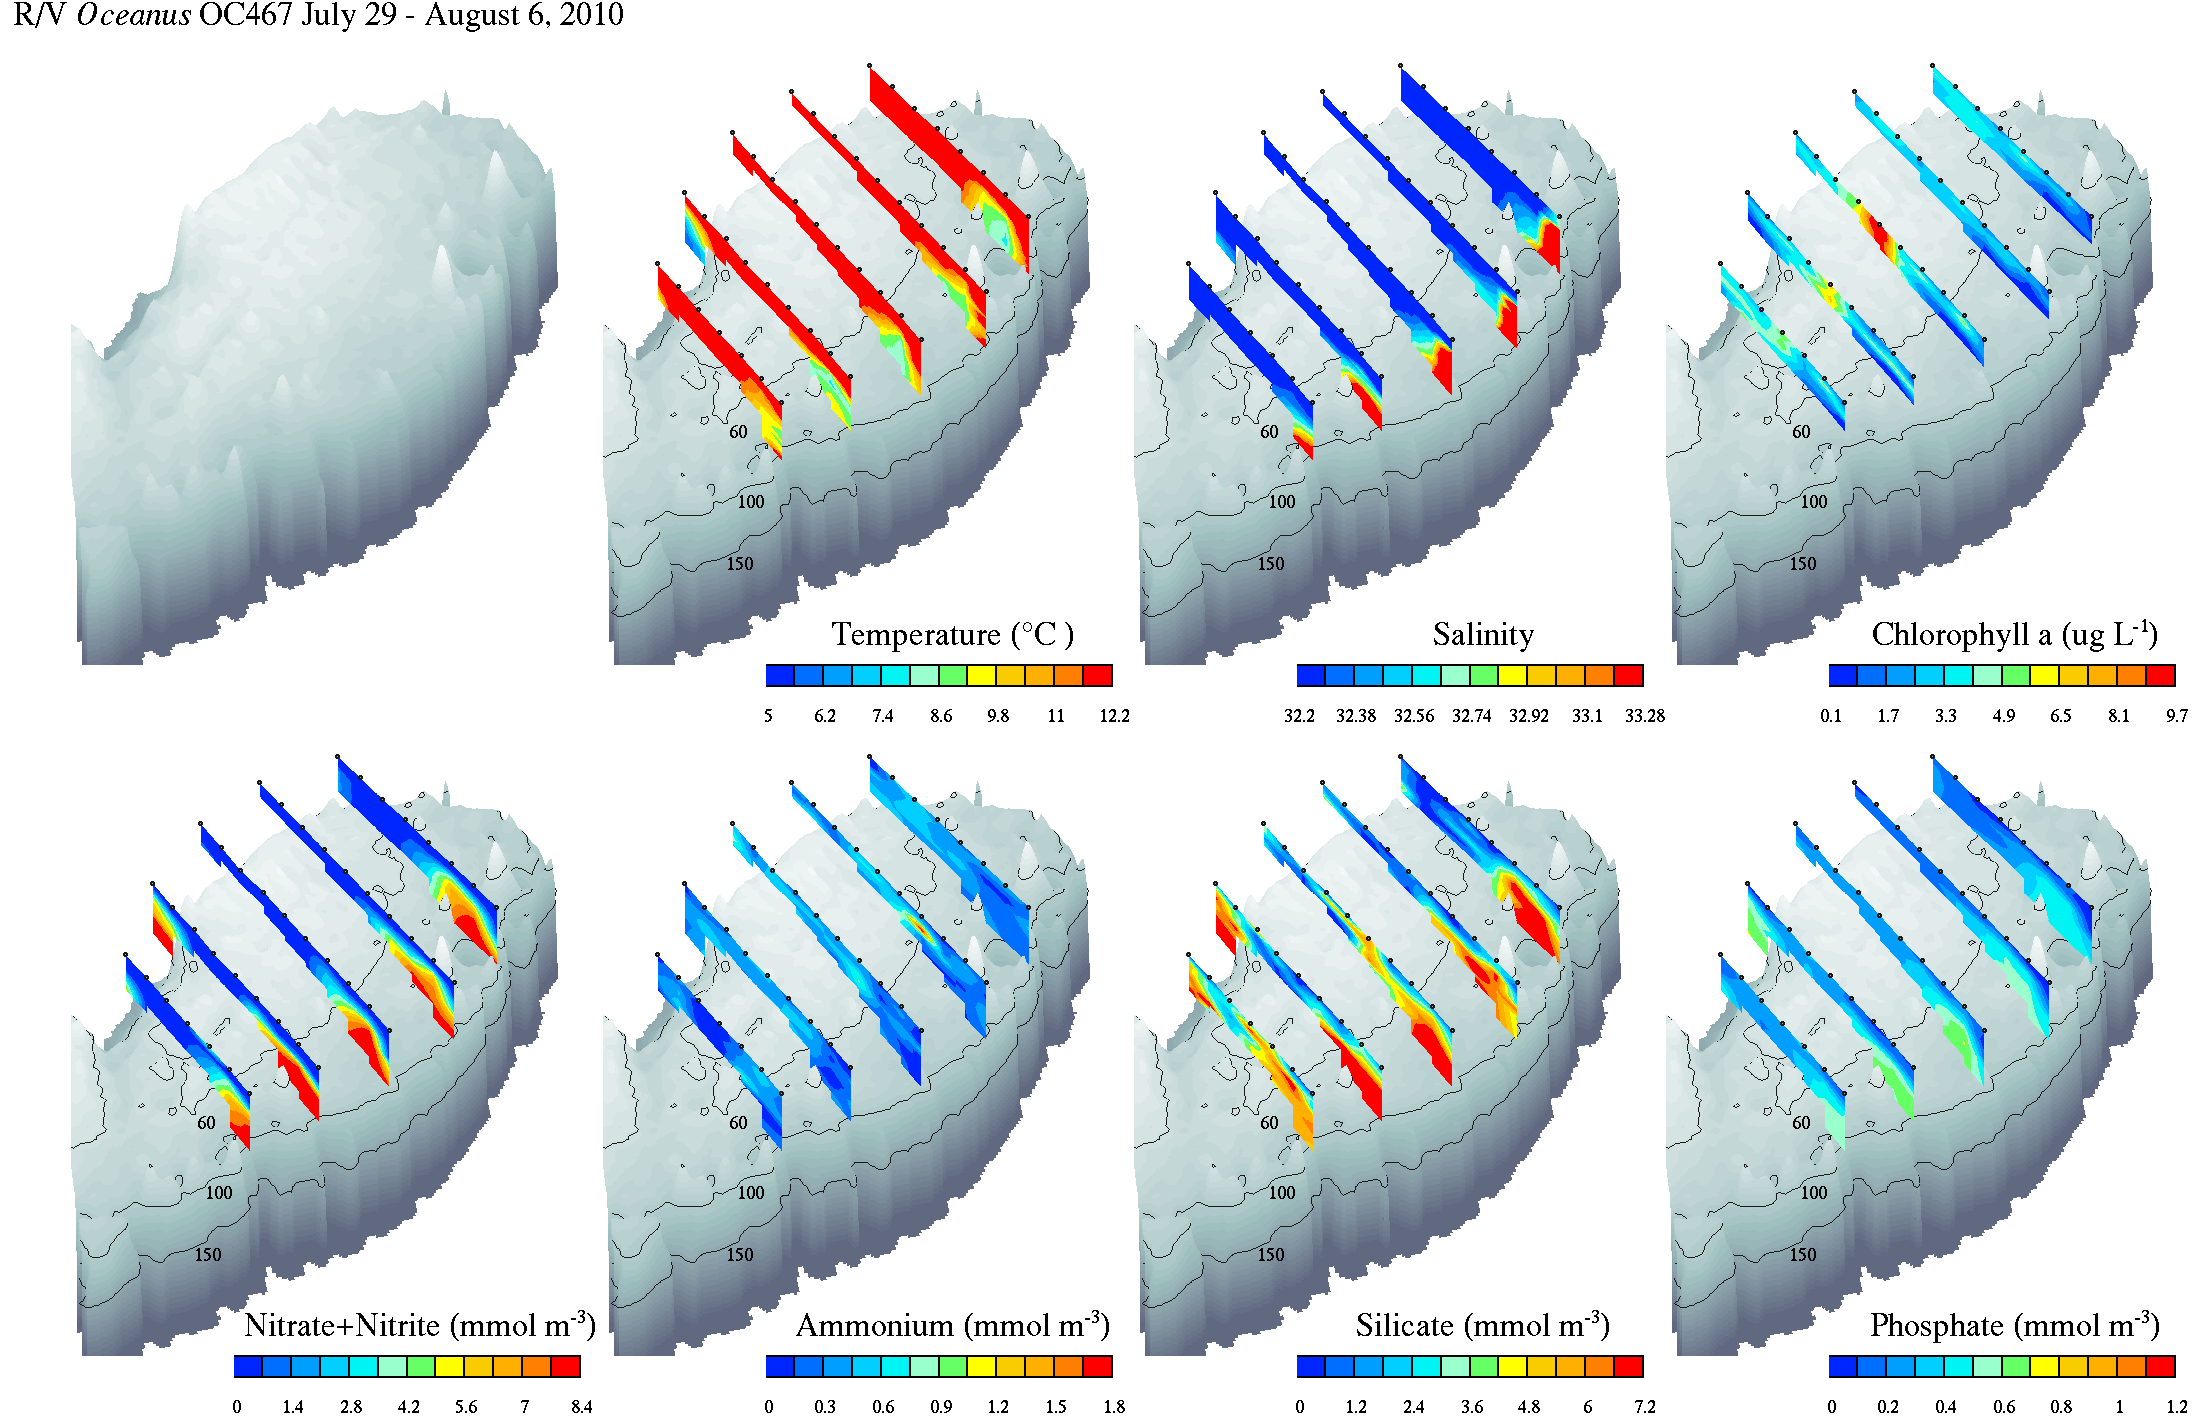 R/V Oceanus OC467 July 29 - August 6, 2010
60
100
150
Temperature (°C )
5 6.2 7.4 8.6 9.8 11 12.2
60
100
150
Salinity
32.2 32.38 32.56 32.74 32.92 33.1 33.28
60
100
150
Chlorophyll a (ug L-1)
0.1 1.7 3.3 4.9 6.5 8.1 9.7
60
100
150
Nitrate+Nitrite (mmol m-3)
0 1.4 2.8 4.2 5.6 7 8.4
60
100
150
Ammonium (mmol m-3)
0 0.3 0.6 0.9 1.2 1.5 1.8
60
100
150
Silicate (mmol m-3)
0 1.2 2.4 3.6 4.8 6 7.2
60
100
150
Phosphate (mmol m-3)
0 0.2 0.4 0.6 0.8 1 1.2